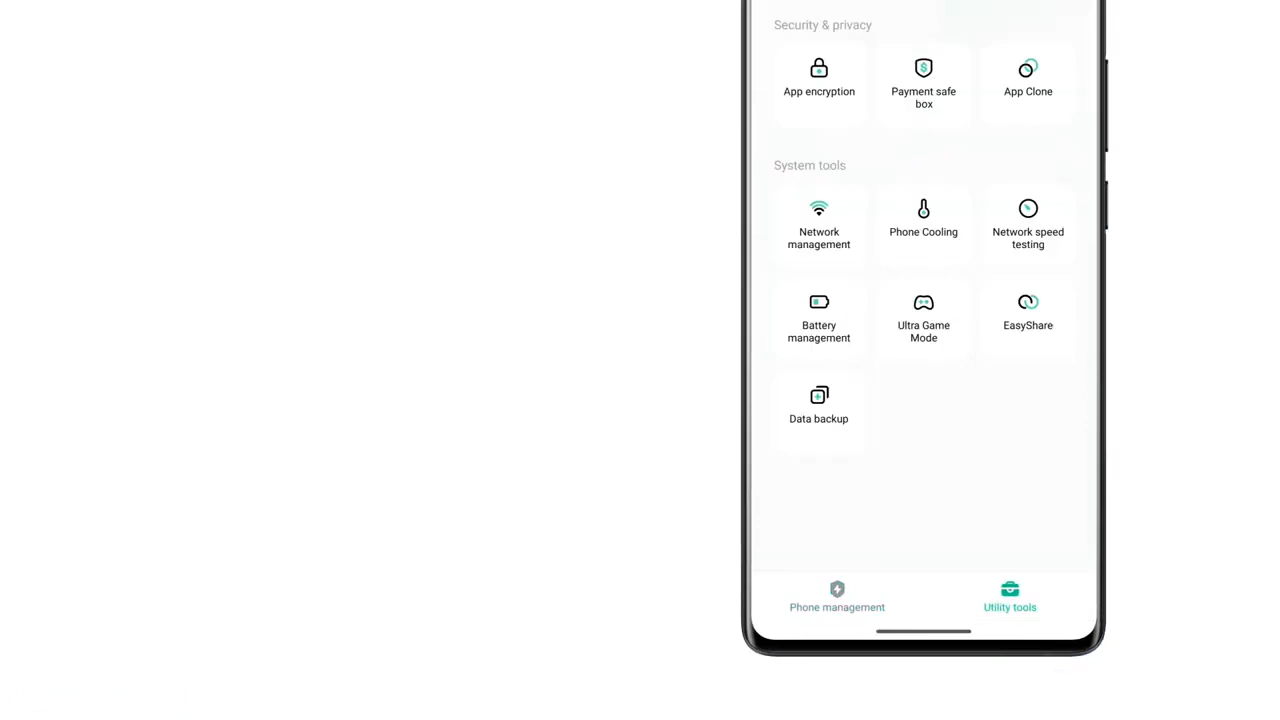 Security & privacy
App encryption
Payment safe
box
App Clone
System tools
Network
management
Phone Cooling
Network speed
testing
Battery
management
Ultra Game
Mode
EasyShare
Data backup
Phone management
Utility tools